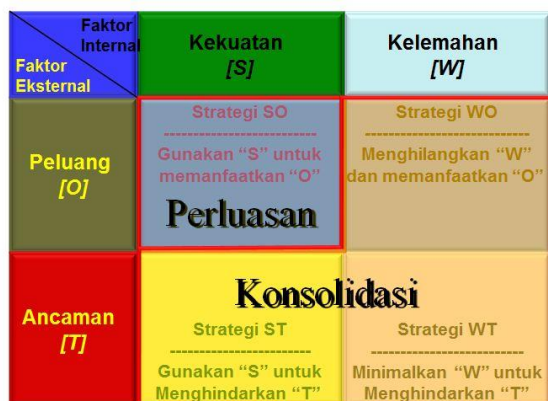 Faktor
Internal
Faktor
Eksternal
Kekuatan
[S]
Kelemahan
[W]
Peluang
[O]
Strategi SO
--------------------------
Gunakan “S” untuk
memanfaatkan “O”
Perluasan
Strategi WO
----------------------------
Menghilangkan “W”
dan memanfaatkan “O”
Ancaman
[T]
Konsolidasi
Strategi ST
------------------------
Gunakan “S” untuk
Menghindarkan “T”
Strategi WT
--------------------------
Minimalkan “W” untuk
Menghindarkan “T”